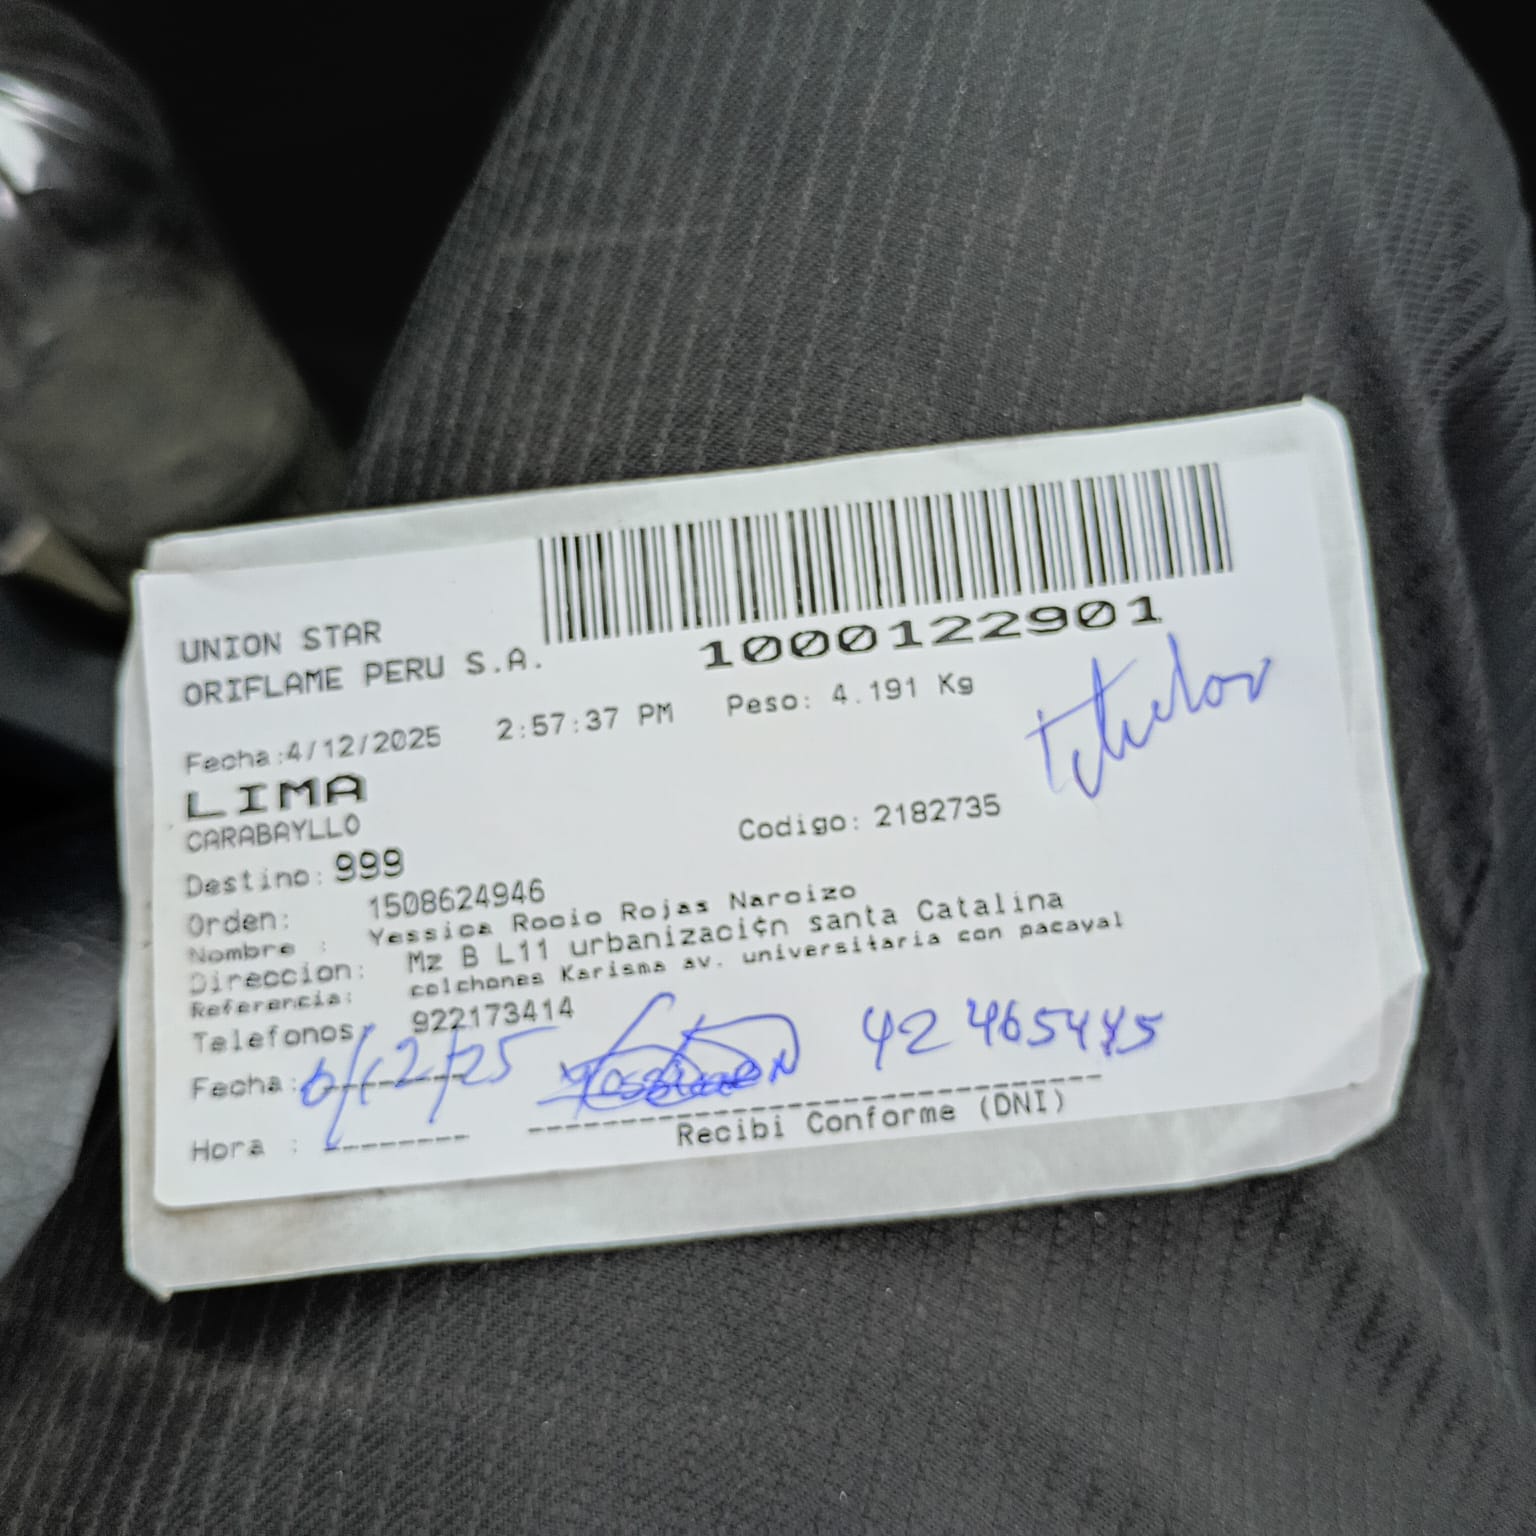 UNION STAR
ORIFLAME PERU S.A.
1000122901
Fecha:4/12/2025 2:57:37 PM Peso: 4.191 Kg
titular
LIMA
CARABAYLLO
Codigo: 2182735
Destino: 999
Orden: 1508624946
Nombre : Yessica Rocio Rojas Naroizo
Direccion: Mz B L11 urbanizaci¢n santa Catalina
Referencia: colchones Karisma av. universitaria con pacayal
Telefonos: 922173414
Fecha: 6/12/25
Hora :
Recibi Conforme (DNI)